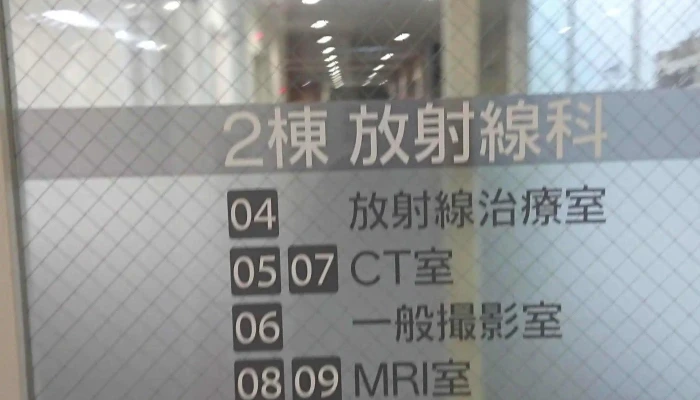 2棟 放射線科
04 放射線治療室
05 07 CT室
06 一般撮影室
08 09 MRI室